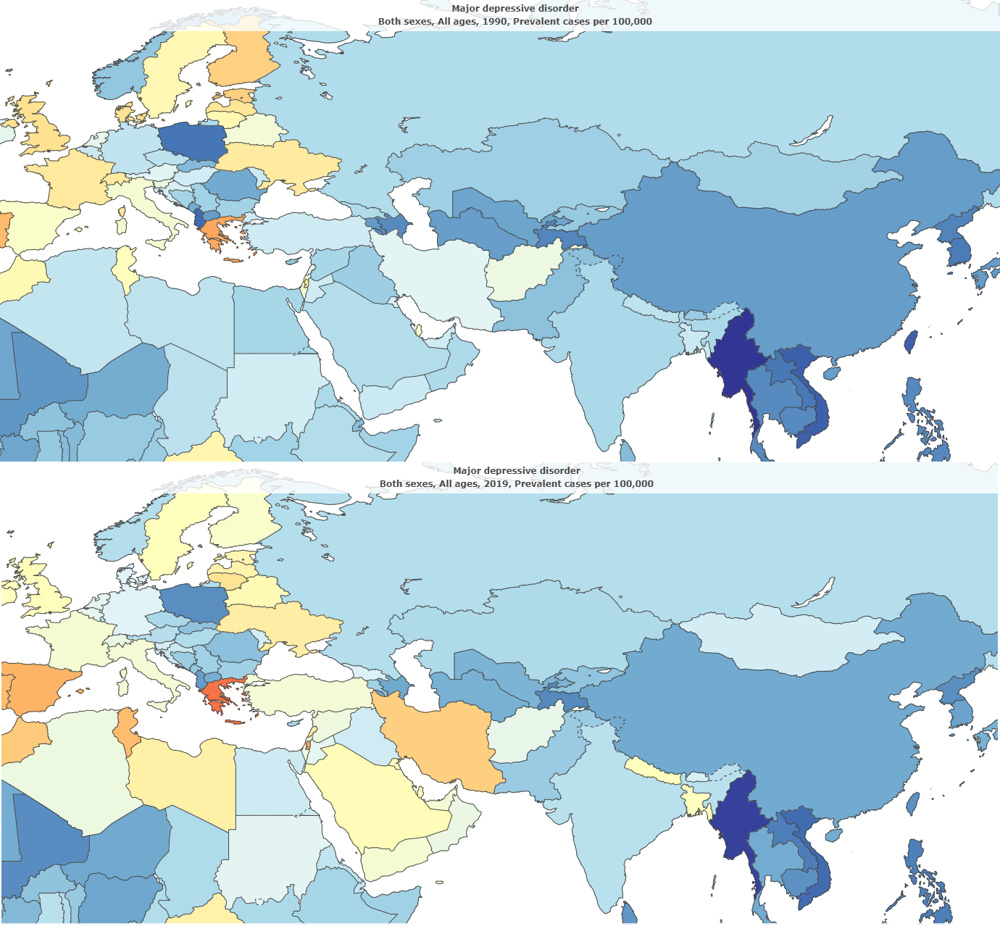 Major depressive disorder
Both sexes, All ages, 1990, Prevalent cases per 100,000
Major depressive disorder
Both sexes, All ages, 2019, Prevalent cases per 100,000